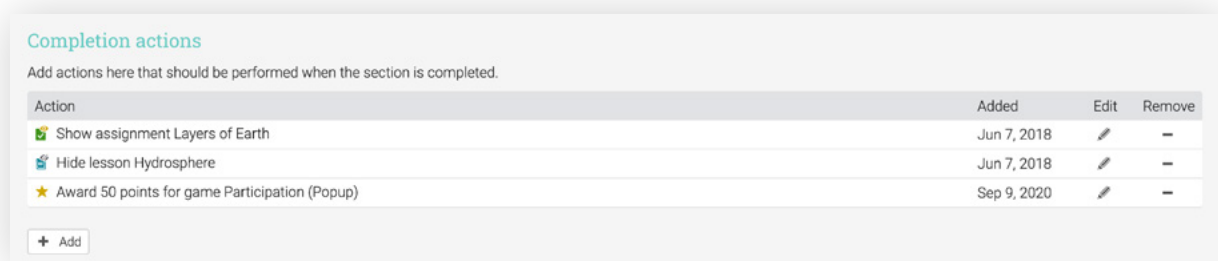 Completion actions
Add actions here that should be performed when the section is completed.
Action Added Edit Remove
Show assignment Layers of Earth Jun 7, 2018
Hide lesson Hydrosphere Jun 7, 2018
Award 50 points for game Participation (Popup) Sep 9, 2020
+ Add